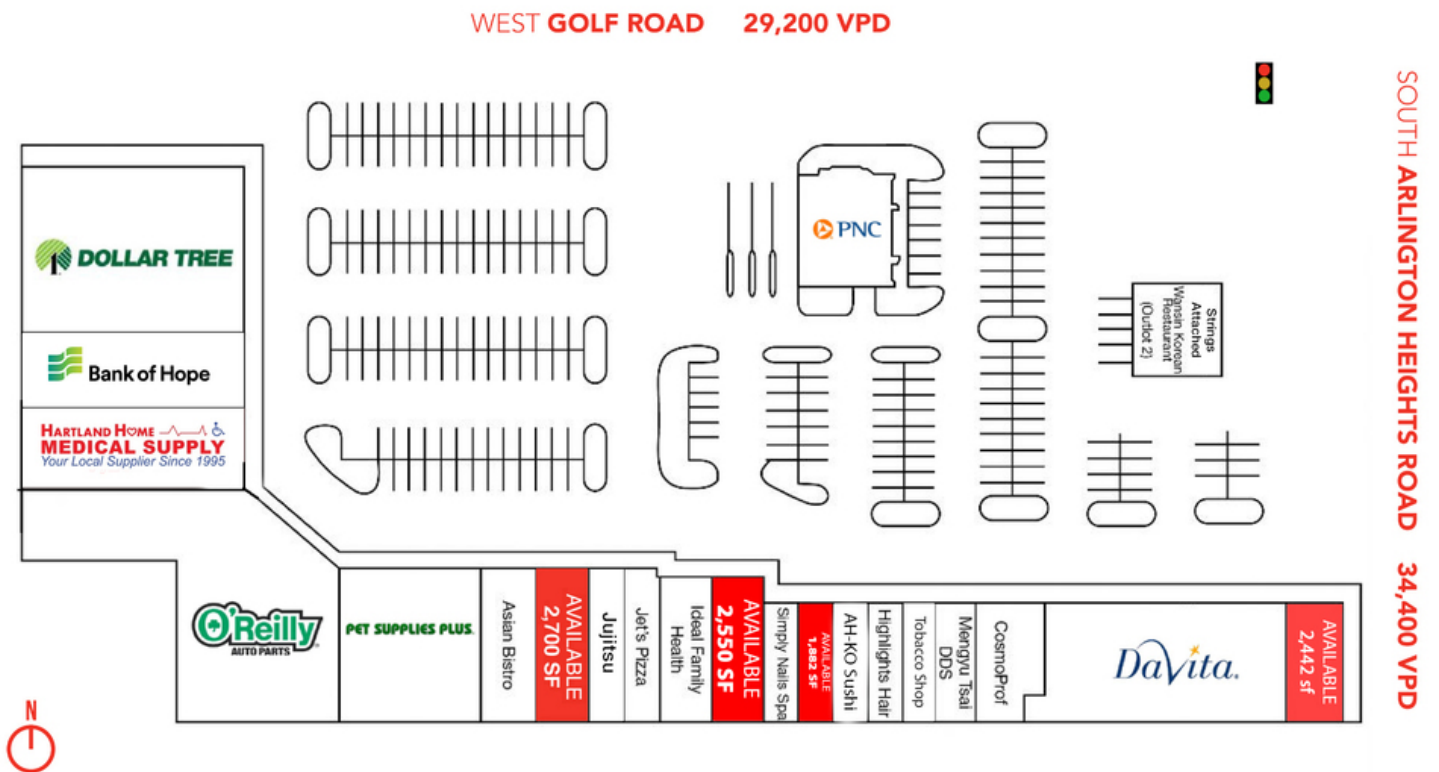 WEST GOLF ROAD 29,200 VPD
SOUTH ARLINGTON HEIGHTS ROAD 34,400 VPD
DOLLAR TREE
Bank of Hope
HARTLAND HOME
MEDICAL SUPPLY
Your Local Supplier Since 1995
PNC
Strings
Attached
Wansin Korean
Restaurant
(Outlot 2)
O'Reilly
AUTO PARTS
PET SUPPLIES PLUS.
Asian Bistro
AVAILABLE
2,700 SF
Jujitsu
Jet's Pizza
Ideal Family
Health
AVAILABLE
2,550 SF
Simply Nails Spa
AVAILABLE
1,882 SF
AH-KO Sushi
Highlights Hair
Tobacco Shop
Mengyu Tsai
DDS
CosmoProf
DaVita.
AVAILABLE
2,442 sf
N